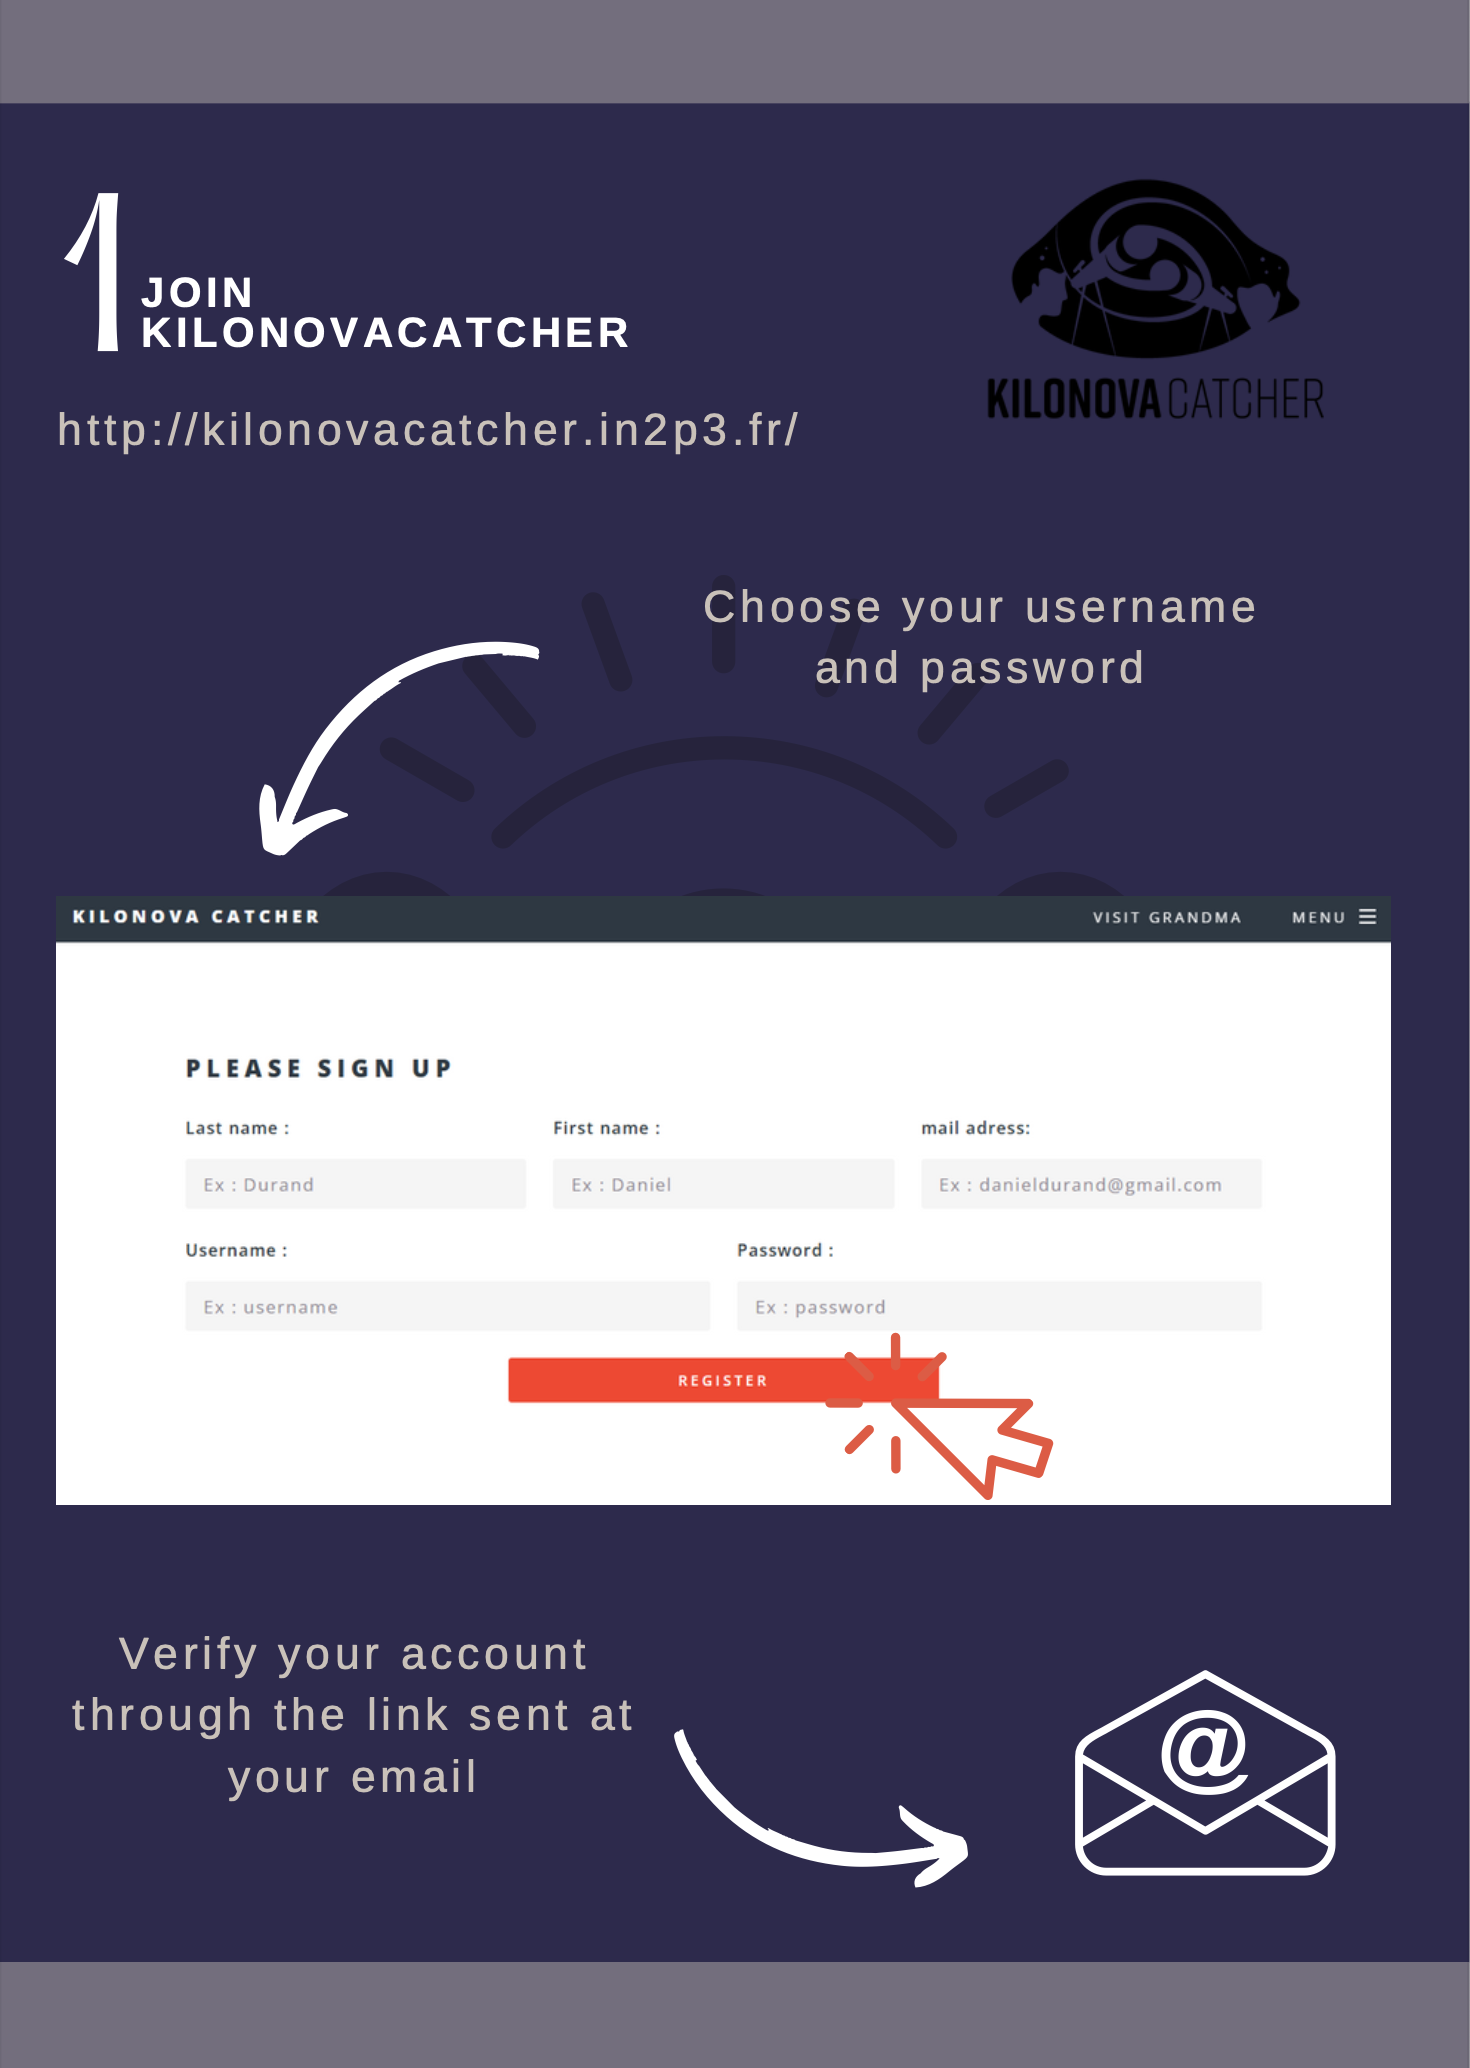 1
JOIN
KILONOVACATCHER
KILONOVA CATCHER
http://kilonovacatcher.in2p3.fr/
Choose your username
and password
KILONOVA CATCHER VISIT GRANDMA MENU
PLEASE SIGN UP
Last name : First name : mail adress:
Ex : Durand Ex : Daniel Ex : danieldurand@gmail.com
Username : Password :
Ex : username Ex : password
REGISTER
Verify your account
through the link sent at
your email
@